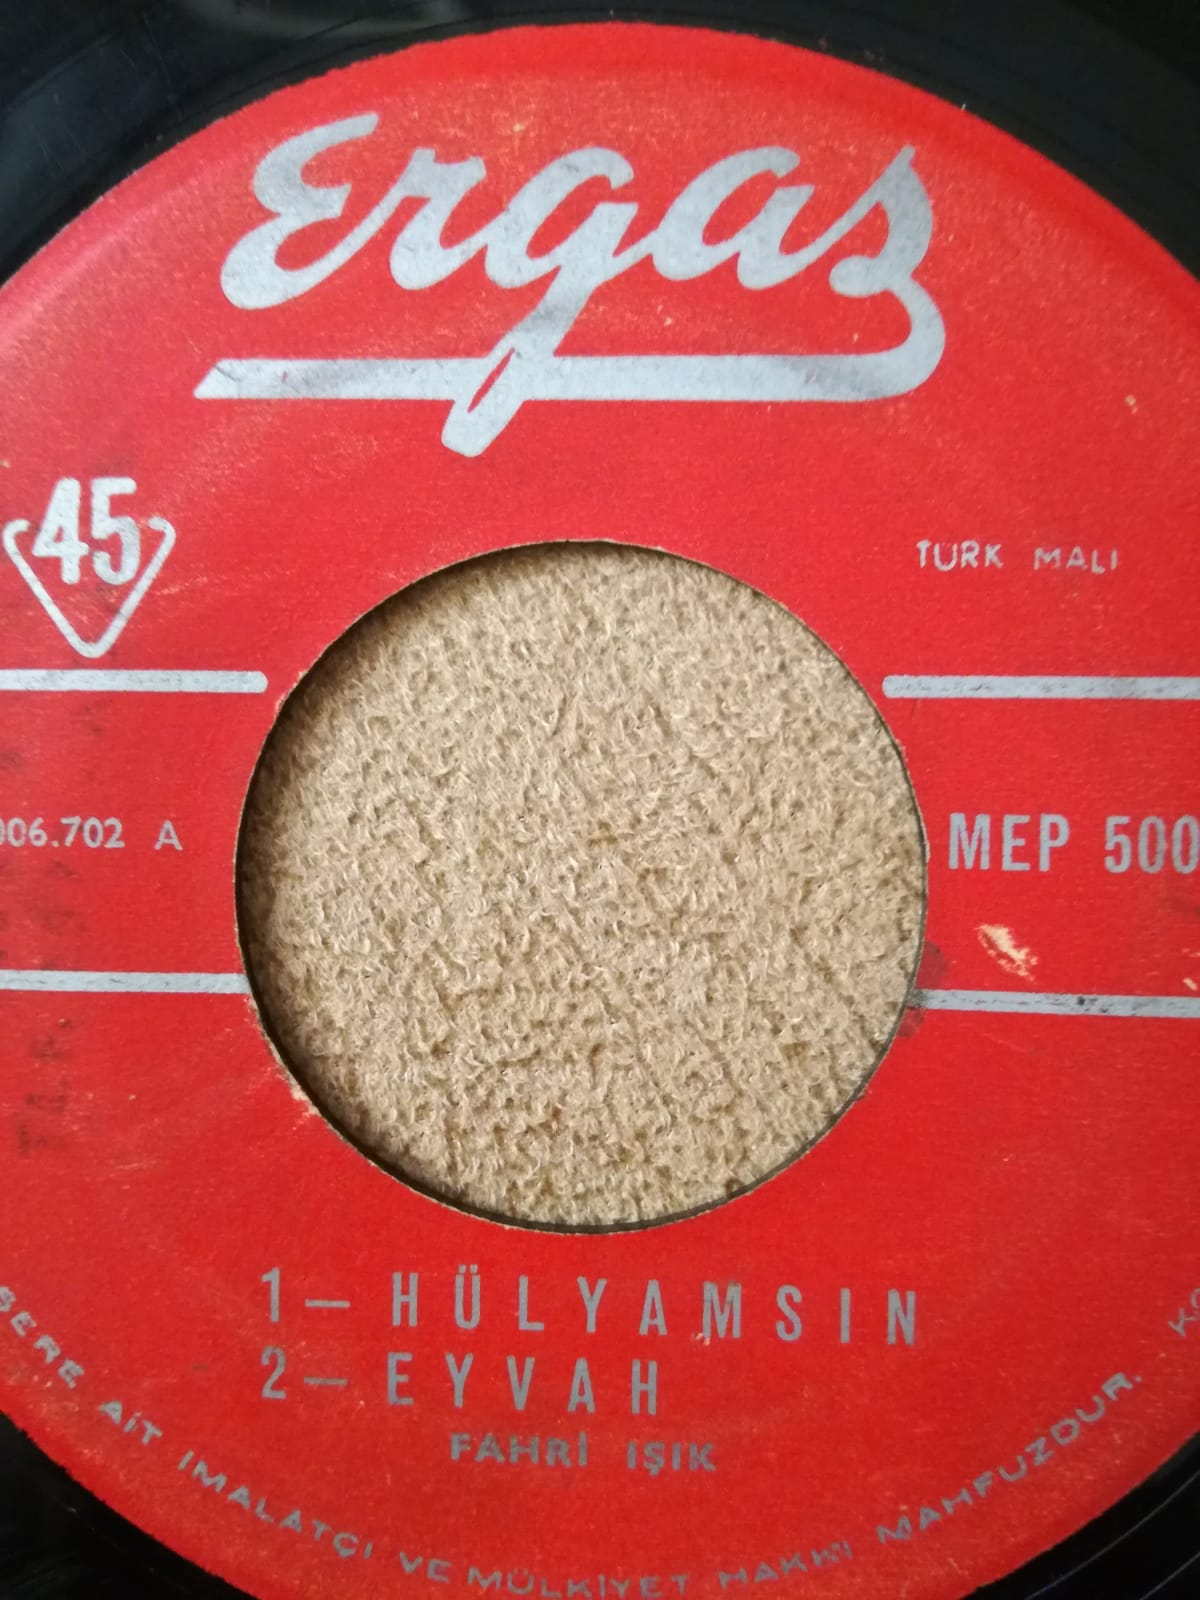 Ergas
45
TÜRK MALI
006.702 A
MEP 500
1— HÜLYAMSIN
2— EYVAH
FAHRİ IŞIK
AİT İMALATÇI VE MÜLKİYET HAKKI MAHFUZDUR.